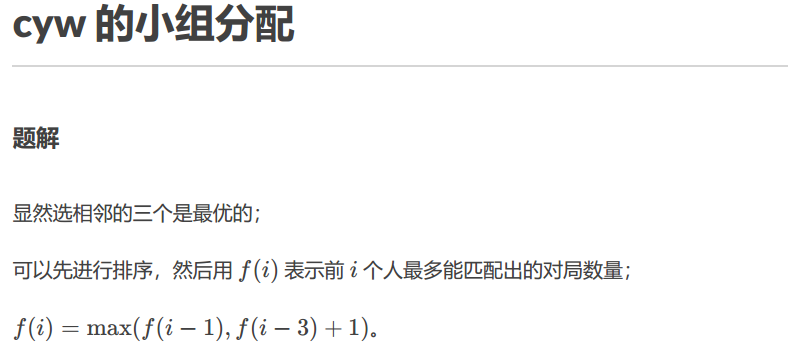 cyw 的小组分配
题解
显然选相邻的三个是最优的;
可以先进行排序，然后用 f(i) 表示前 i 个人最多能匹配出的对局数量;
f(i) = max(f(i − 1), f(i − 3) + 1)。